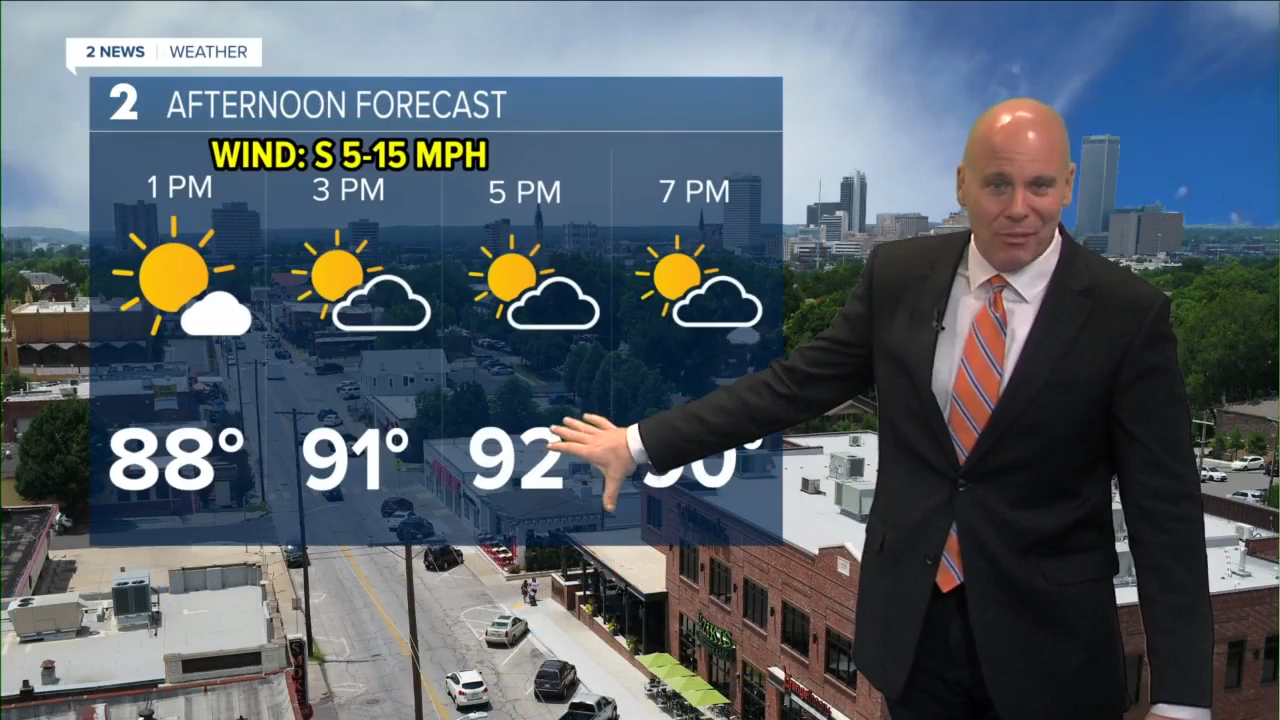 2 NEWS WEATHER
2 AFTERNOON FORECAST
WIND: S 5-15 MPH
1 PM 3 PM 5 PM 7 PM
88° 91° 92 90°